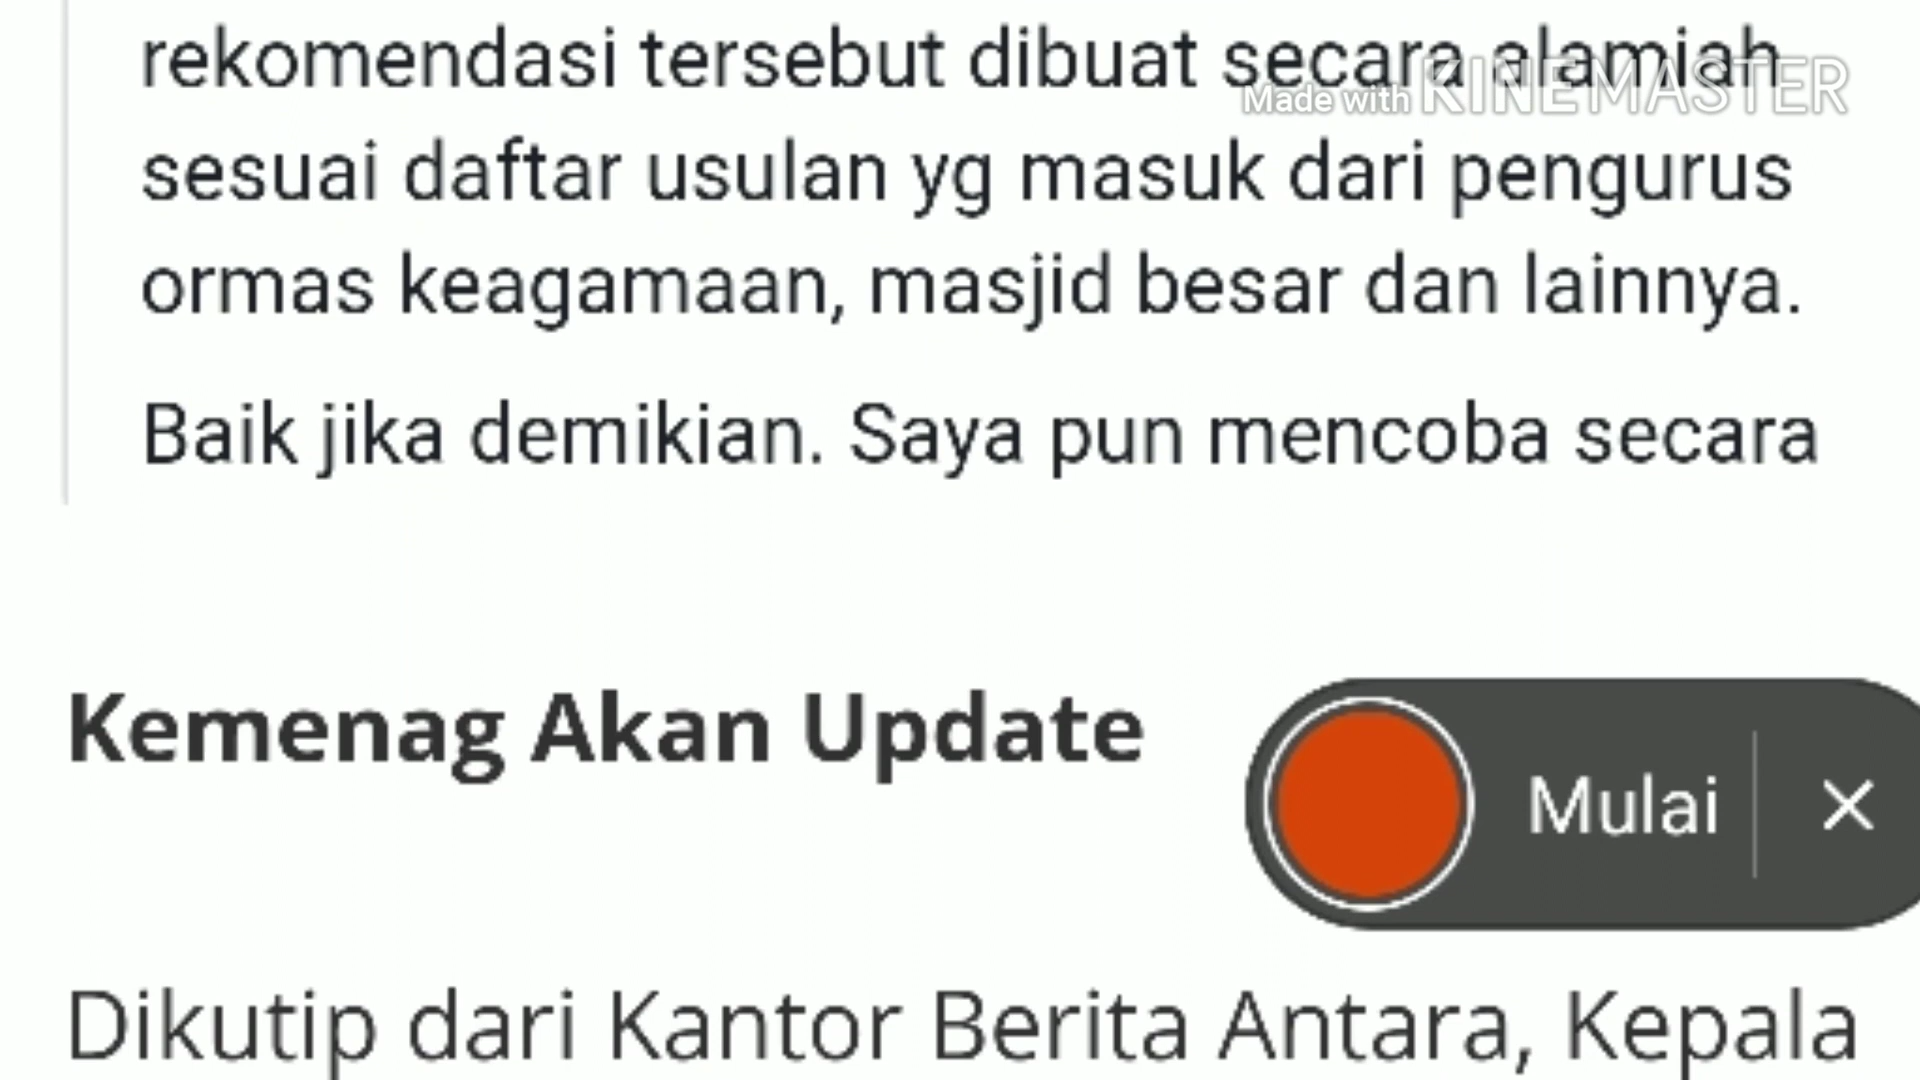 rekomendasi tersebut dibuat secara alamiah
Made with KINEMASTER
sesuai daftar usulan yg masuk dari pengurus
ormas keagamaan, masjid besar dan lainnya.
Baik jika demikian. Saya pun mencoba secara
Kemenag Akan Update
Mulai
Dikutip dari Kantor Berita Antara, Kepala